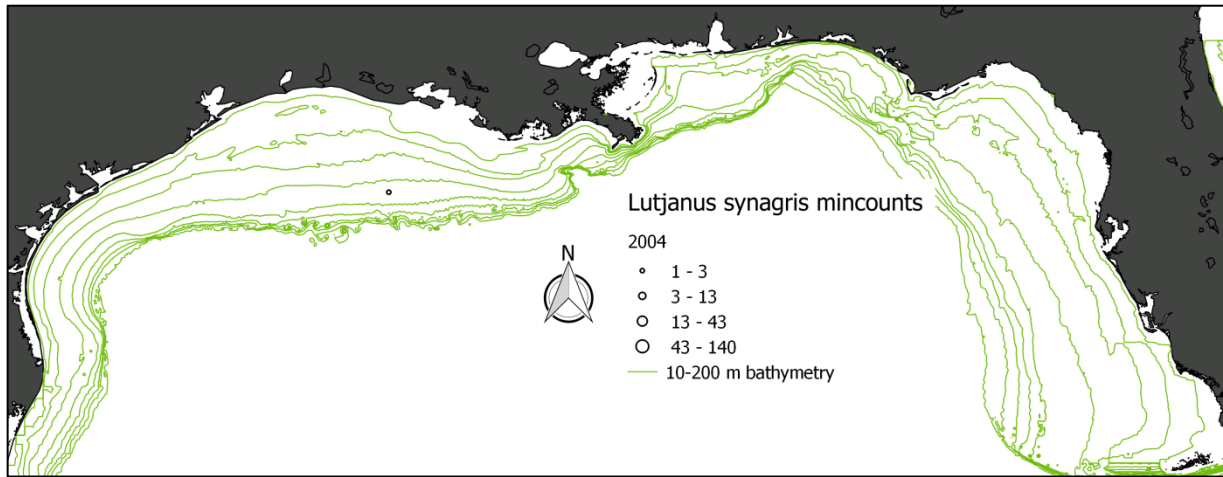 Lutjanus synagris mincounts
2004
N
1 - 3
3 - 13
13 - 43
43 - 140
10-200 m bathymetry